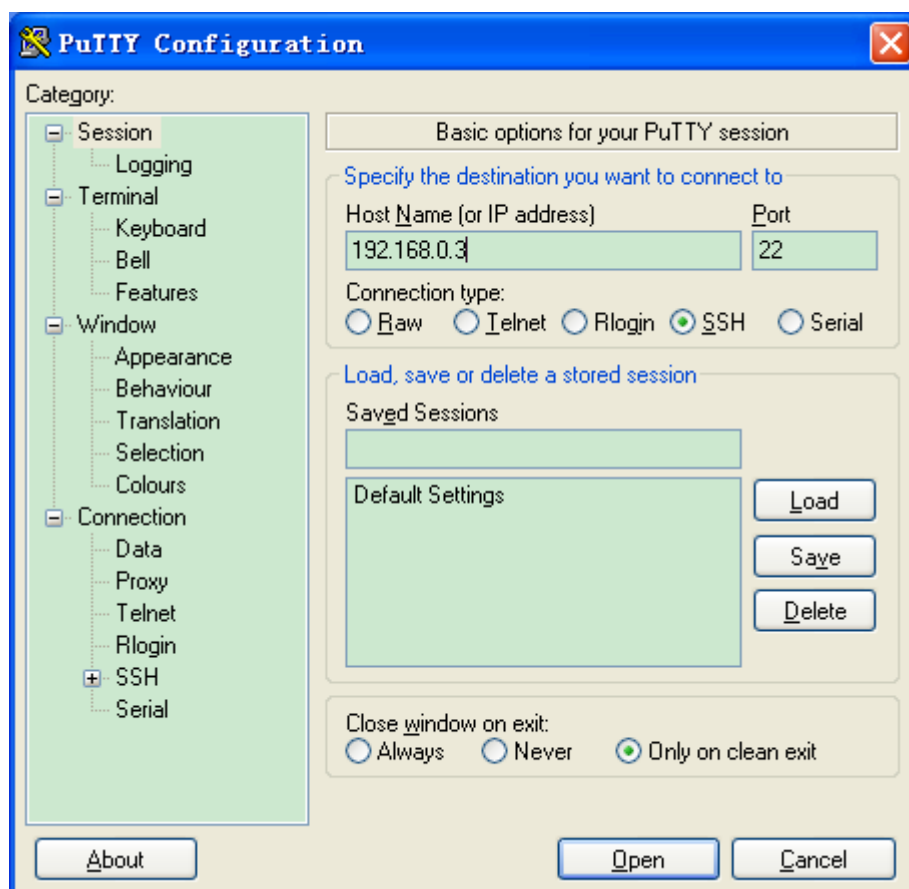 PuTTY Configuration
Category:
Session
Logging
Terminal
Keyboard
Bell
Features
Window
Appearance
Behaviour
Translation
Selection
Colours
Connection
Data
Proxy
Telnet
Rlogin
SSH
Serial
Basic options for your PuTTY session
Specify the destination you want to connect to
Host Name (or IP address) Port
192.168.0.3 22
Connection type:
Raw Telnet Rlogin SSH Serial
Load, save or delete a stored session
Saved Sessions
Default Settings
Load
Save
Delete
Close window on exit:
Always Never Only on clean exit
About Open Cancel